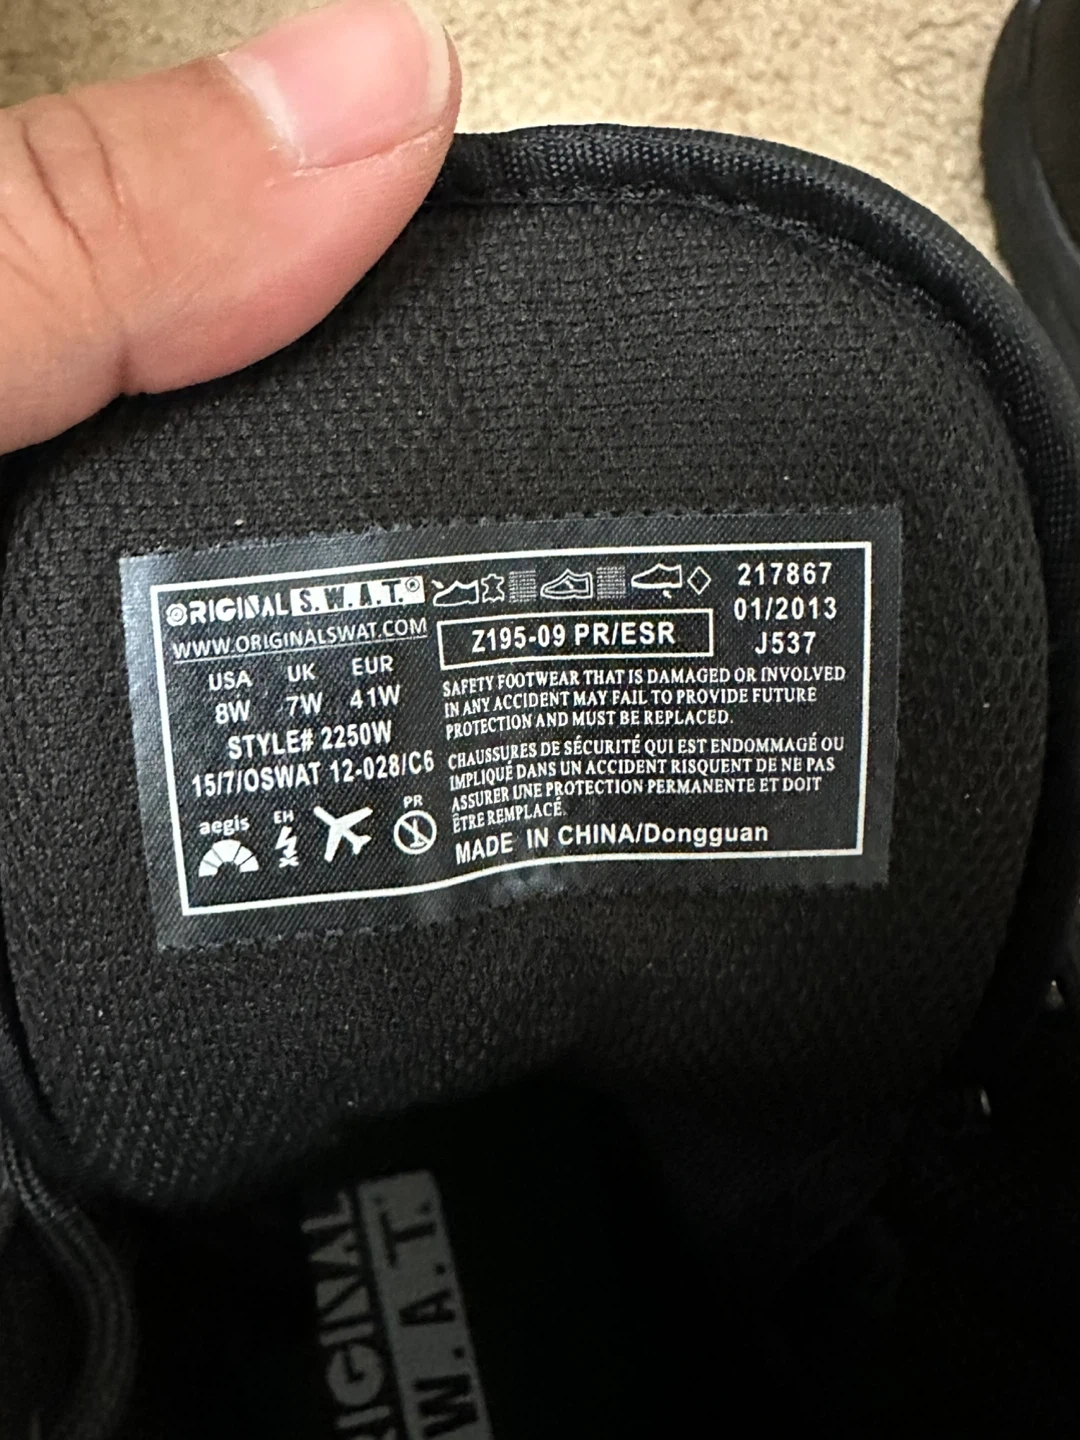 ORIGINAL S.W.A.T.®
WWW.ORIGINALSWAT.COM
USA UK EUR
8W 7W 41W
STYLE# 2250W
15/7/OSWAT 12-028/C6
aegis EH PR
217867
01/2013
J537
Z195-09 PR/ESR
SAFETY FOOTWEAR THAT IS DAMAGED OR INVOLVED
IN ANY ACCIDENT MAY FAIL TO PROVIDE FUTURE
PROTECTION AND MUST BE REPLACED.
CHAUSSURES DE SÉCURITÉ QUI EST ENDOMMAGÉ OU
IMPLIQUÉ DANS UN ACCIDENT RISQUENT DE NE PAS
ASSURER UNE PROTECTION PERMANENTE ET DOIT
ÊTRE REMPLACÉ.
MADE IN CHINA/Dongguan
RIGINAL
W.A.T.